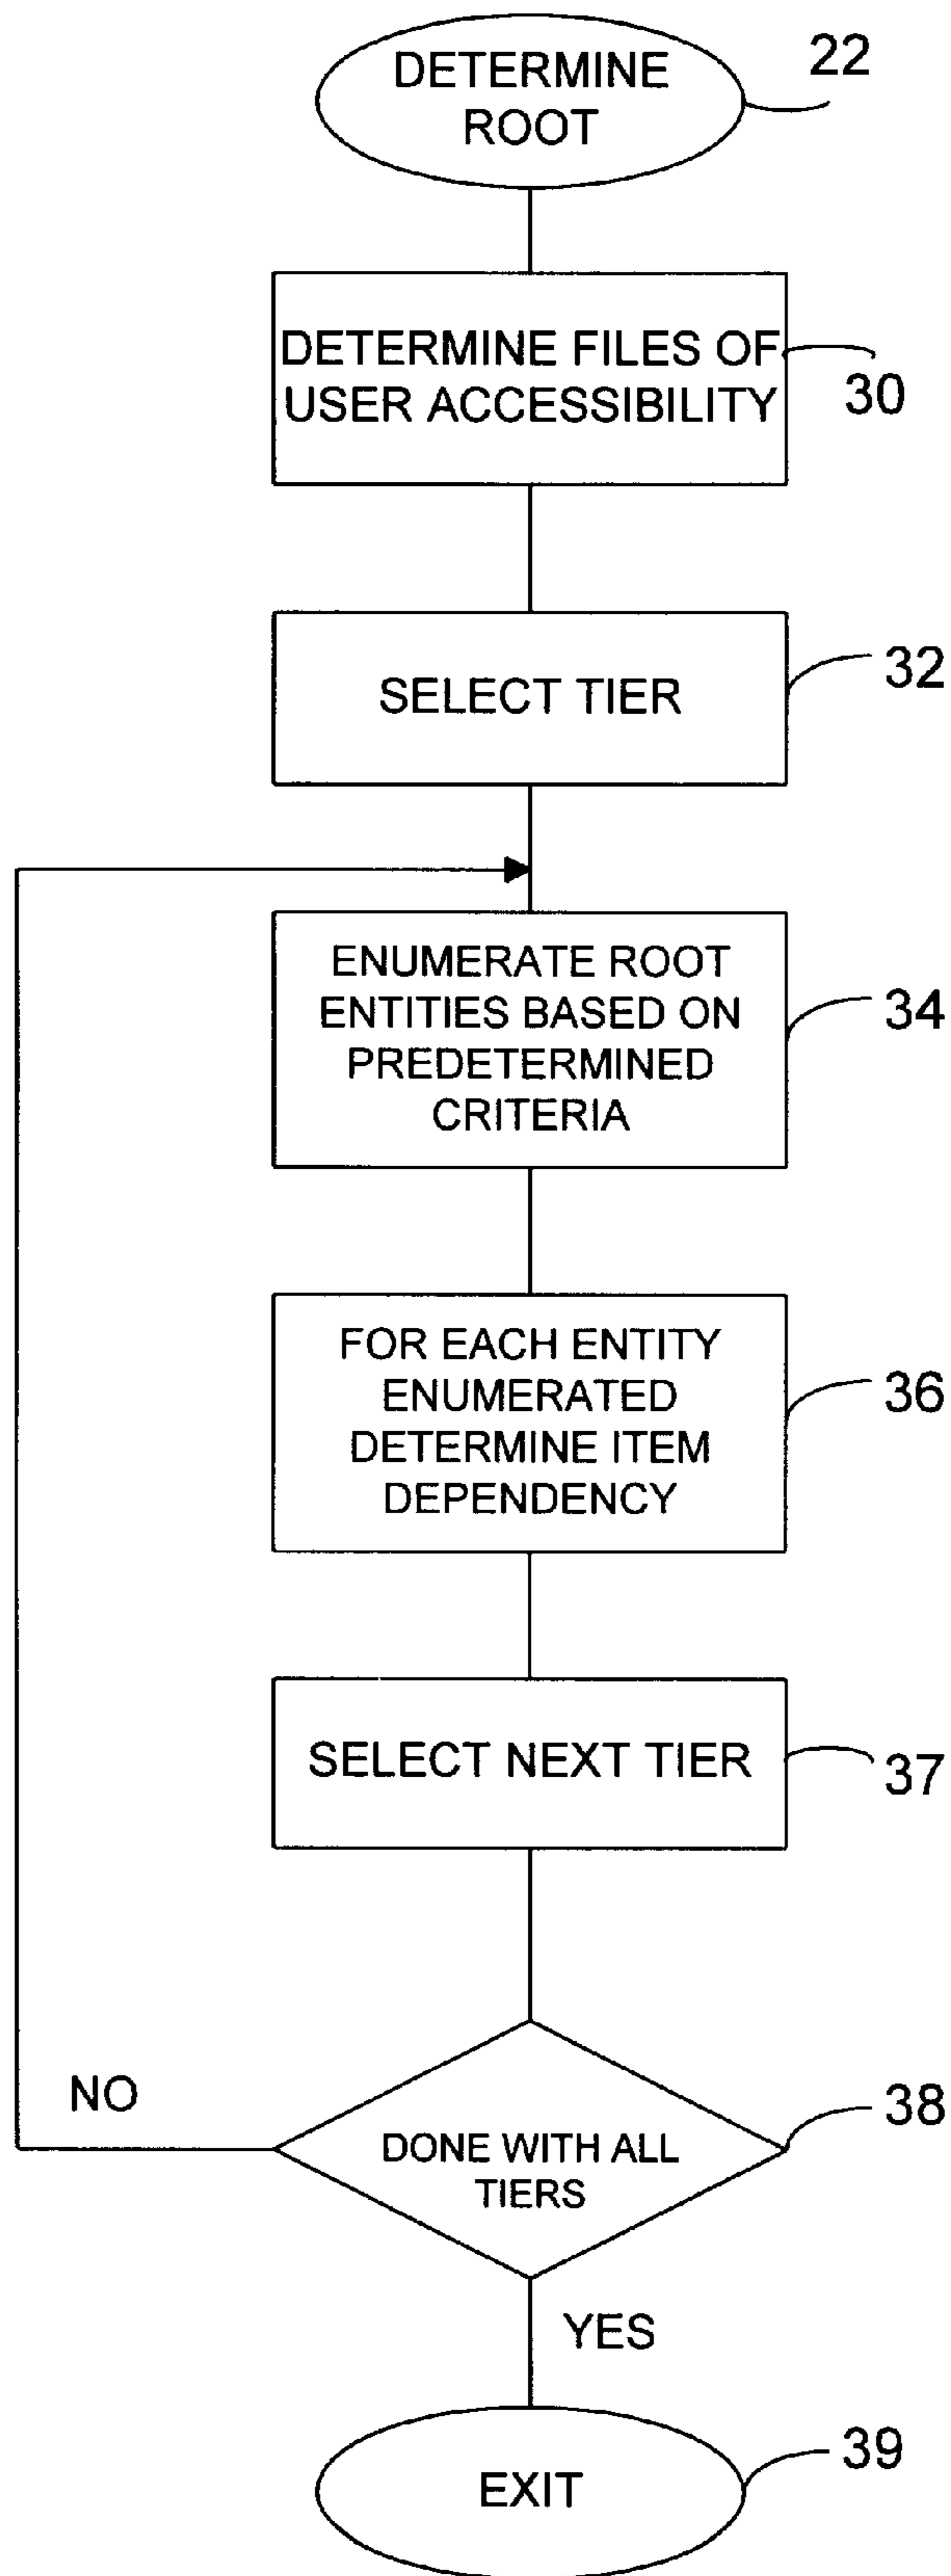 DETERMINE
ROOT
22
DETERMINE FILES OF
USER ACCESSIBILITY
30
SELECT TIER
32
ENUMERATE ROOT
ENTITIES BASED ON
PREDETERMINED
CRITERIA
34
FOR EACH ENTITY
ENUMERATED
DETERMINE ITEM
DEPENDENCY
36
SELECT NEXT TIER
37
NO
DONE WITH ALL
TIERS
38
YES
EXIT
39